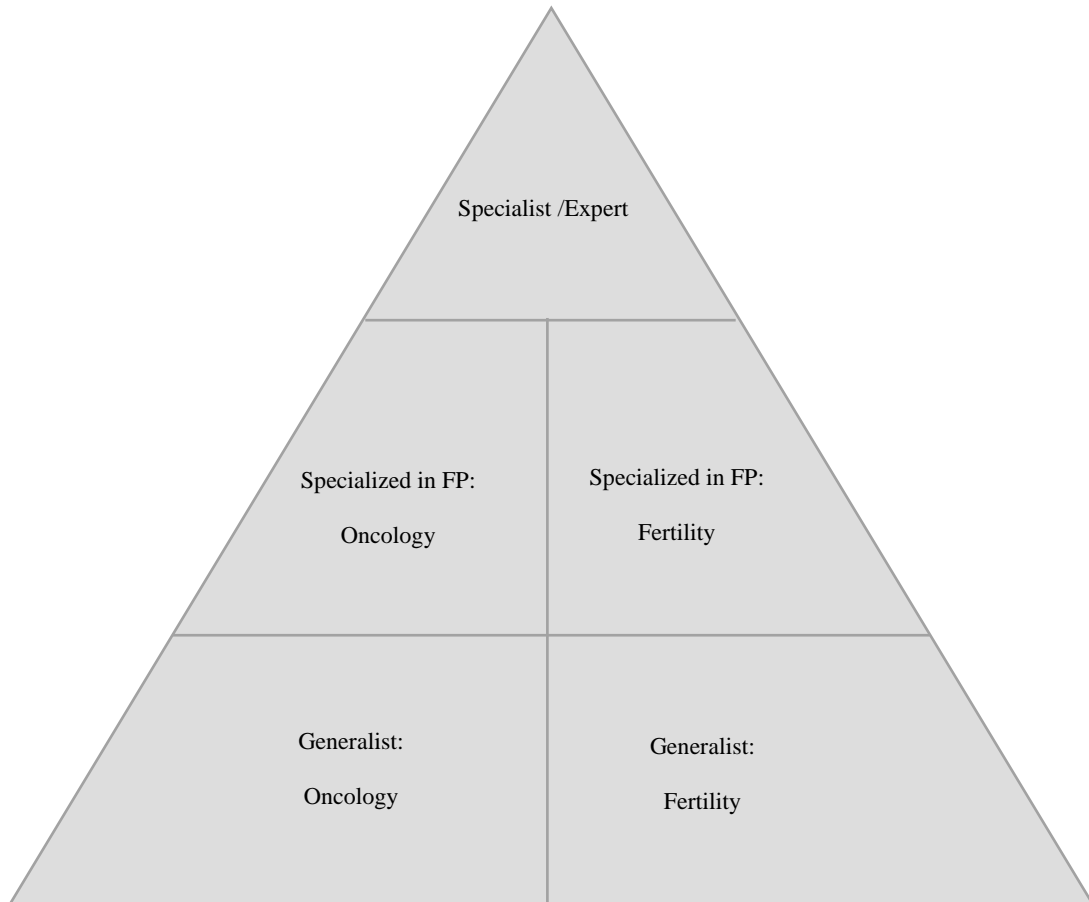 Specialist /Expert
Specialized in FP:
Oncology
Specialized in FP:
Fertility
Generalist:
Oncology
Generalist:
Fertility